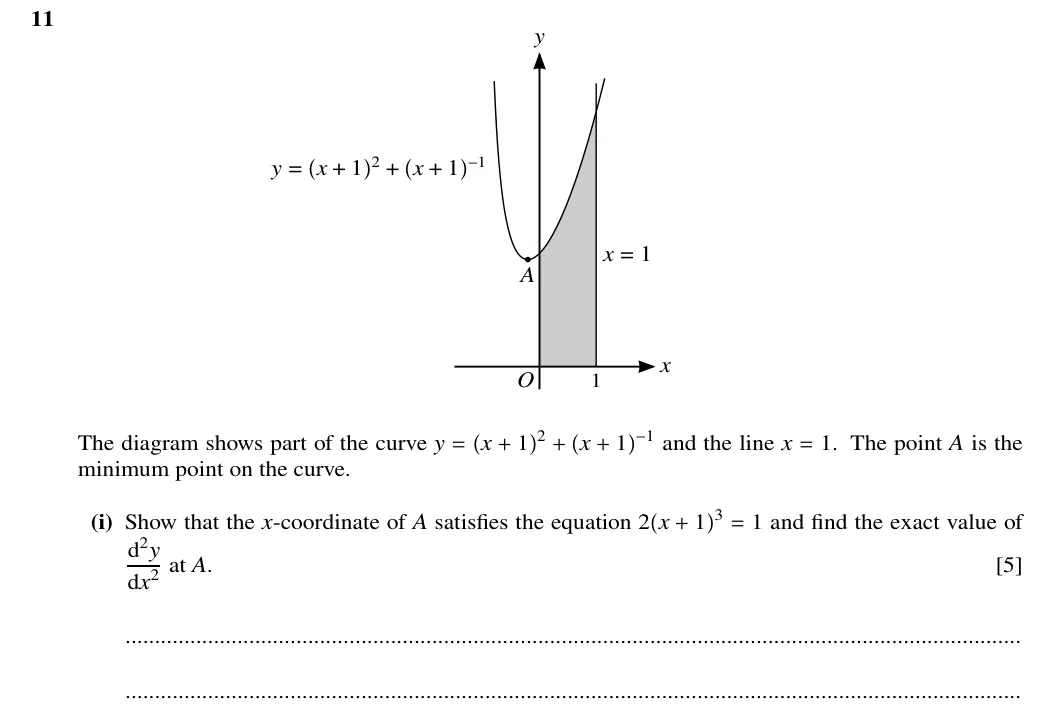 11
y
y = (x + 1)² + (x + 1)⁻¹
x = 1
A
x
O
1
The diagram shows part of the curve y = (x + 1)² + (x + 1)⁻¹ and the line x = 1. The point A is the
minimum point on the curve.
(i) Show that the x-coordinate of A satisfies the equation 2(x + 1)³ = 1 and find the exact value of
d²y/dx² at A. [5]